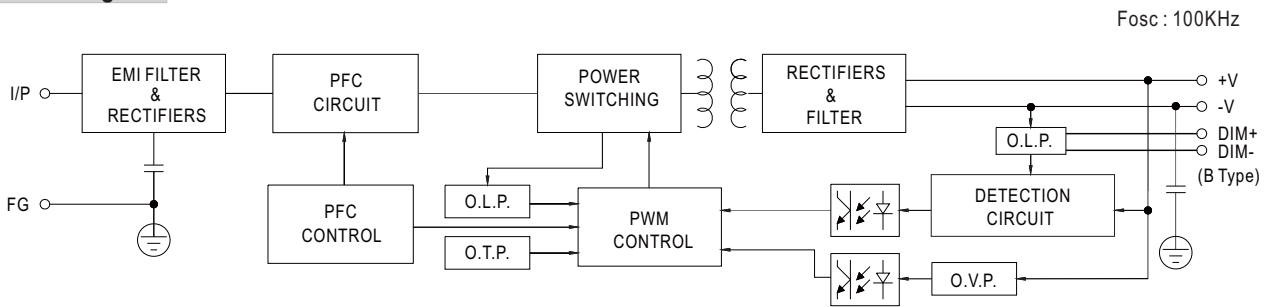 Fosc : 100KHz
I/P
EMI FILTER
&
RECTIFIERS
PFC
CIRCUIT
POWER
SWITCHING
RECTIFIERS
&
FILTER
+V
-V
DIM+
DIM-
(B Type)
O.L.P.
FG
PFC
CONTROL
O.L.P.
O.T.P.
PWM
CONTROL
DETECTION
CIRCUIT
O.V.P.